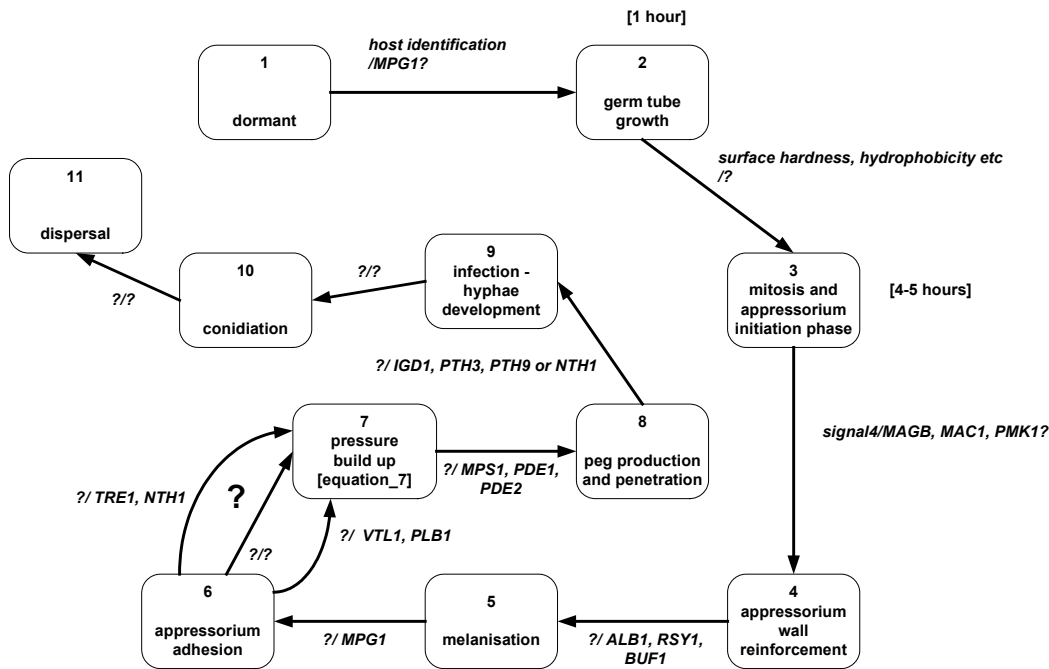 [1 hour]
host identification
/MPG1?
1
dormant
2
germ tube
growth
surface hardness, hydrophobicity etc
/?
11
dispersal
?/?
10
conidiation
?/?
9
infection -
hyphae
development
3
mitosis and
appressorium
initiation phase
[4-5 hours]
?/ IGD1, PTH3, PTH9 or NTH1
7
pressure
build up
[equation_7]
?/ MPS1, PDE1,
PDE2
8
peg production
and penetration
signal4/MAGB, MAC1, PMK1?
?/ TRE1, NTH1
?
?/?
?/ VTL1, PLB1
6
appressorium
adhesion
?/ MPG1
5
melanisation
?/ ALB1, RSY1,
BUF1
4
appressorium
wall
reinforcement